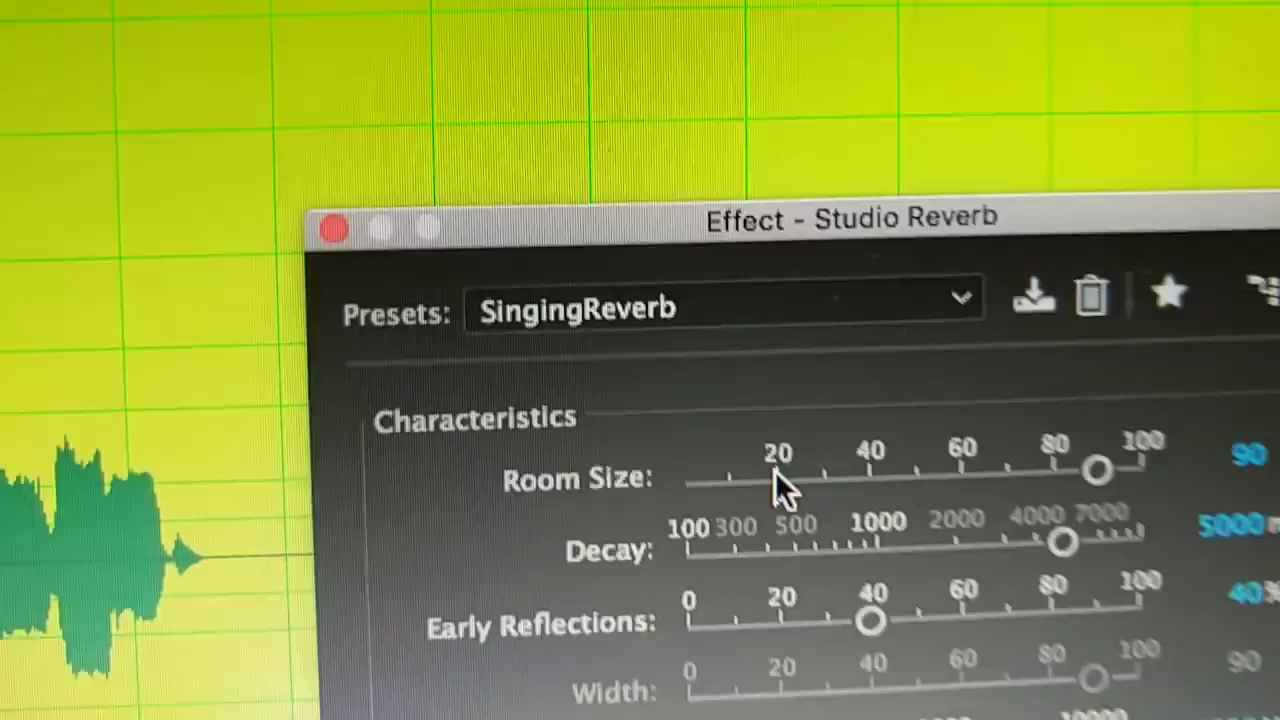 Effect - Studio Reverb
Presets: SingingReverb
Characteristics
20 40 60 80 100
Room Size: 90
100 300 500 1000 2000 4000 7000
Decay: 5000
0 20 40 60 80 100
Early Reflections: 40%
0 20 40 60 80 100
Width: 90